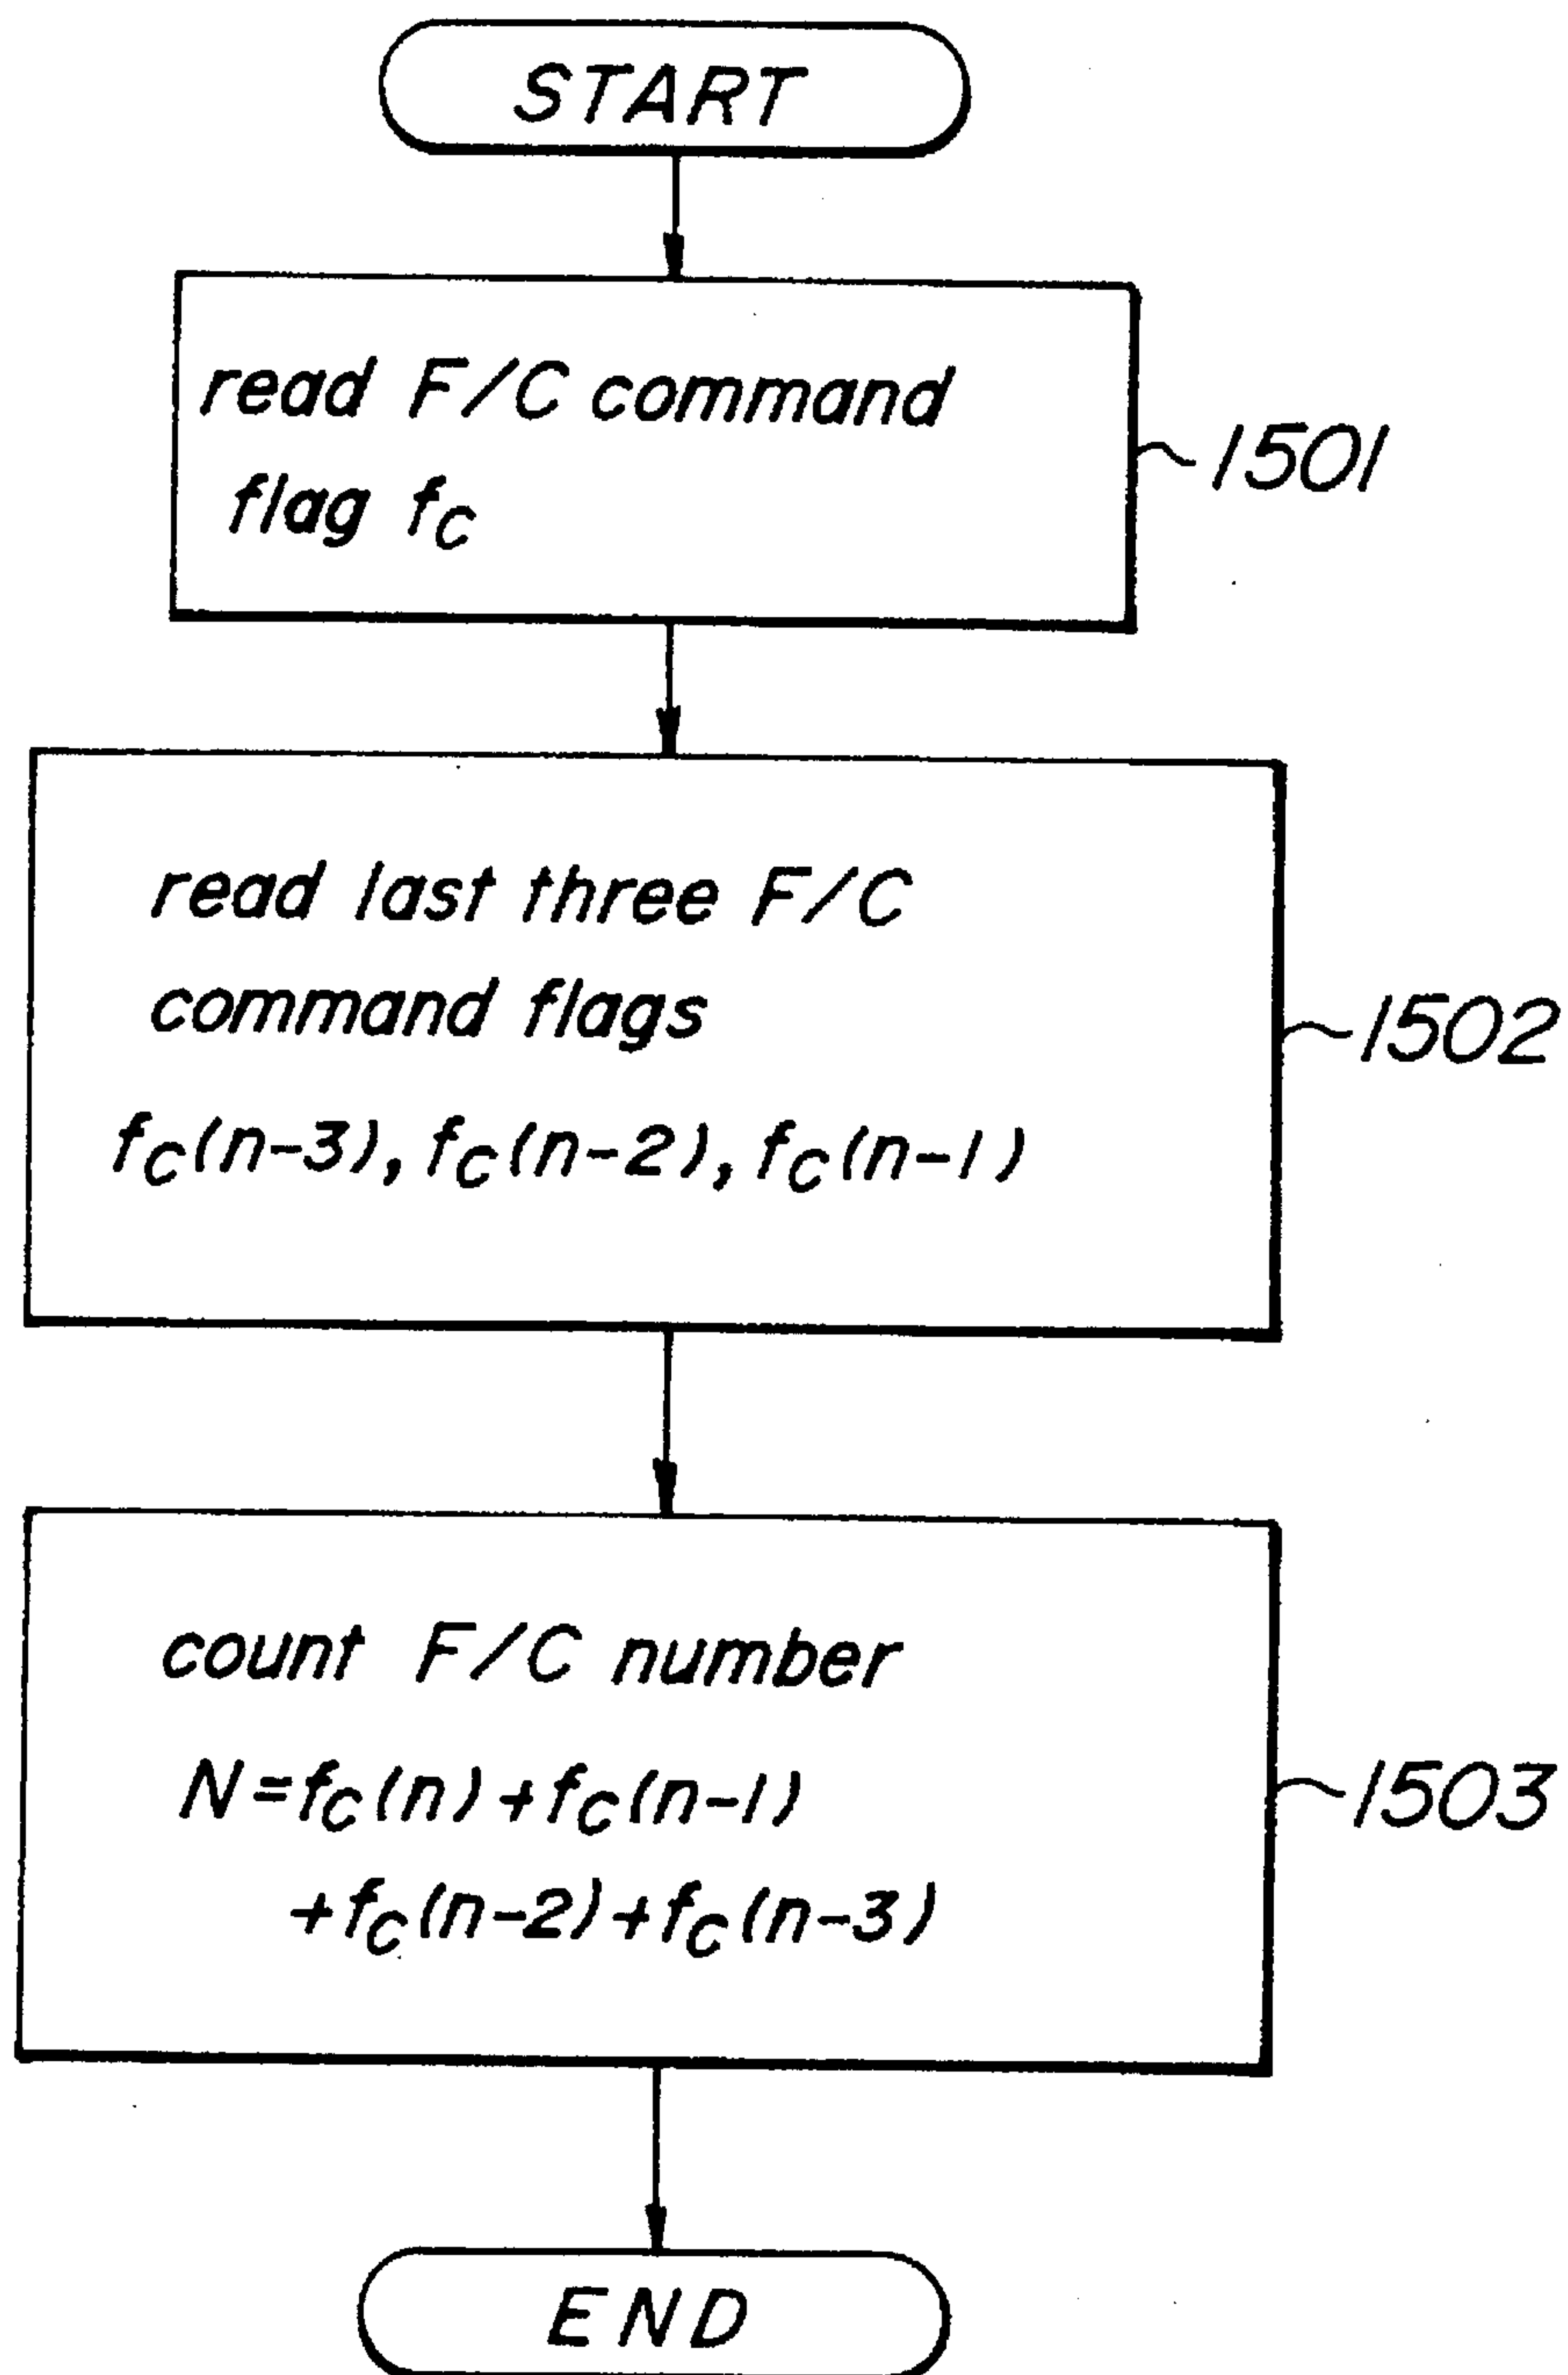 START
read F/C command
flag fc
1501
read last three F/C
command flags
fc(n-3), fc(n-2), fc(n-1)
1502
count F/C number
N=fc(n)+fc(n-1)
+fc(n-2)+fc(n-3)
1503
END